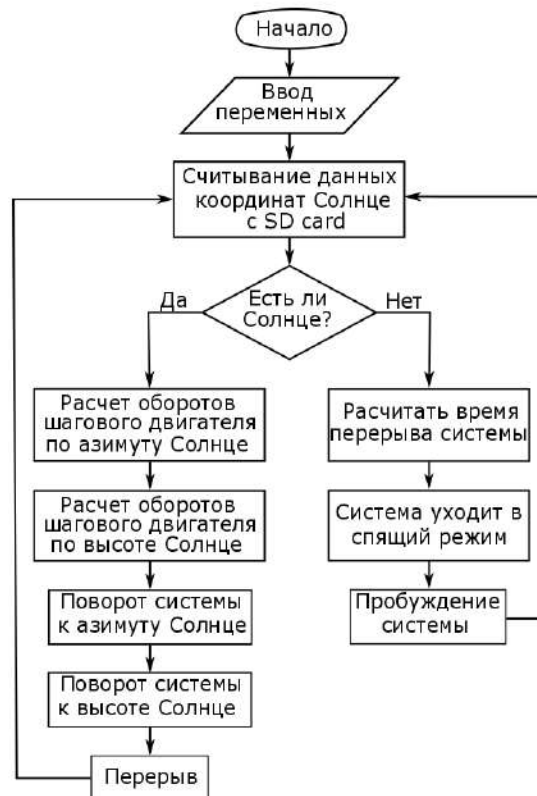 Начало
Ввод
переменных
Считывание данных
координат Солнце
с SD card
Есть ли
Солнце?
Да
Нет
Расчет оборотов
шагового двигателя
по азимуту Солнце
Расчет оборотов
шагового двигателя
по высоте Солнце
Поворот системы
к азимуту Солнце
Поворот системы
к высоте Солнце
Перерыв
Расчитать время
перерыва системы
Система уходит в
спящий режим
Пробуждение
системы